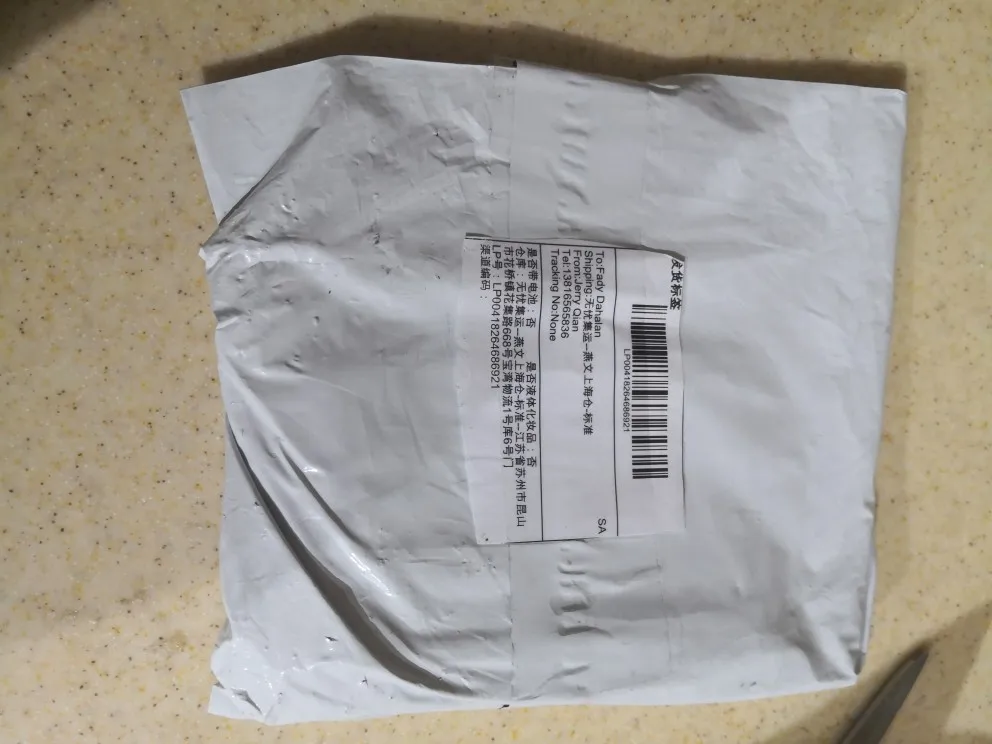 发货标签
LP00418264686921
SA
To:Fady Dahalan
Shipping:无忧集运–燕文上海仓-标准
From:Jerry Qian
Tel:13816565836
Tracking No:None
是否带电池：否 是否液体化妆品：否
仓库：无忧集运–燕文上海仓-标准–江苏省苏州市昆山
市花桥镇花集路668号宝湾物流1号库6号门
LP号：LP00418264686921
渠道编码：